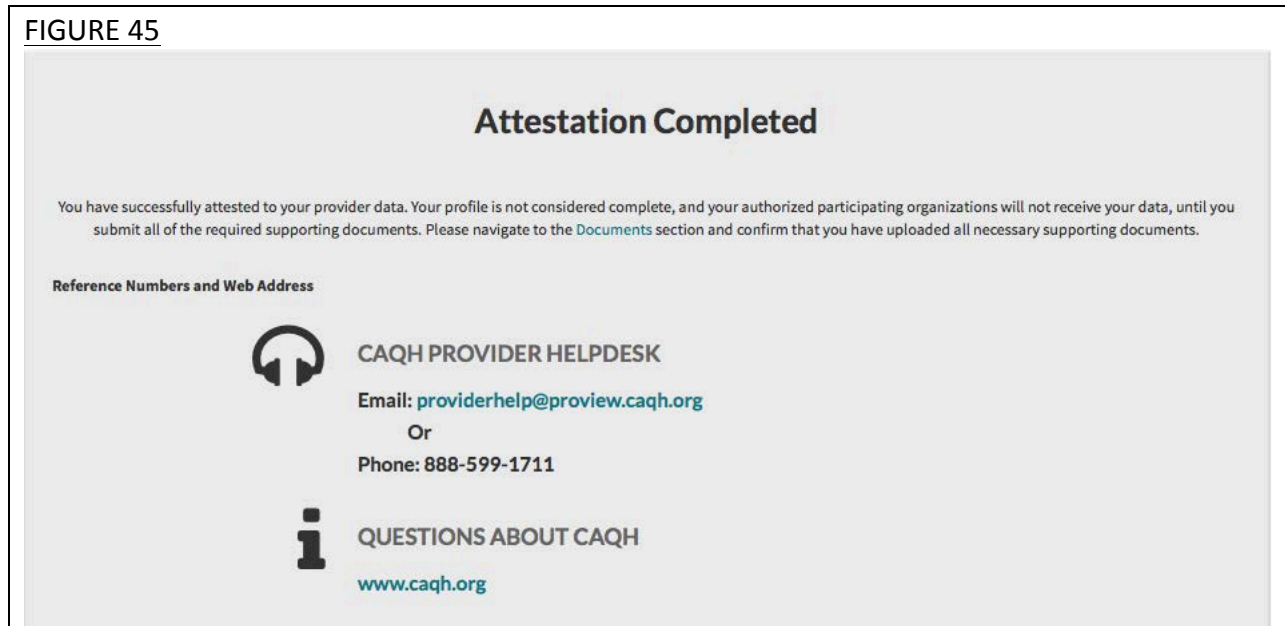 FIGURE 45
Attestation Completed
You have successfully attested to your provider data. Your profile is not considered complete, and your authorized participating organizations will not receive your data, until you
submit all of the required supporting documents. Please navigate to the Documents section and confirm that you have uploaded all necessary supporting documents.
Reference Numbers and Web Address
CAQH PROVIDER HELPDESK
Email: providerhelp@proview.caqh.org
Or
Phone: 888-599-1711
QUESTIONS ABOUT CAQH
www.caqh.org